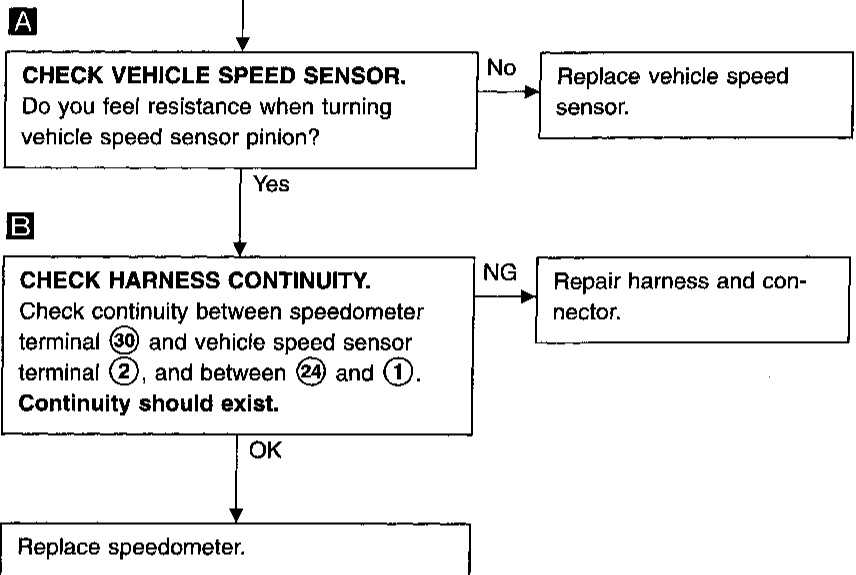 A
CHECK VEHICLE SPEED SENSOR.
Do you feel resistance when turning
vehicle speed sensor pinion?
No
Replace vehicle speed
sensor.
Yes
B
CHECK HARNESS CONTINUITY.
Check continuity between speedometer
terminal 30 and vehicle speed sensor
terminal 2, and between 24 and 1.
Continuity should exist.
NG
Repair harness and con-
nector.
OK
Replace speedometer.